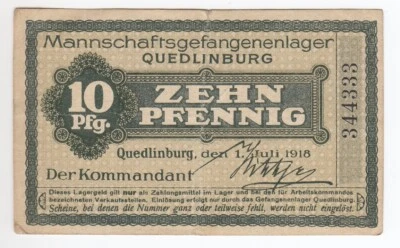 Mannschaftsgefangenenlager
QUEDLINBURG
10
Pfg.
ZEHN
PFENNIG
344333
Quedlinburg, den 1. Juli 1918
Der Kommandant
Dieses Lagergeld gilt nur als Zahlungsmittel im Lager und bei den für Arbeitskommandos
bezeichneten Verkaufsstellen. Einlösung erfolgt nur durch das Gefangenenlager Quedlinburg.
Scheine, bei denen die Nummer ganz oder teilweise fehlt, werden nicht eingelöst.